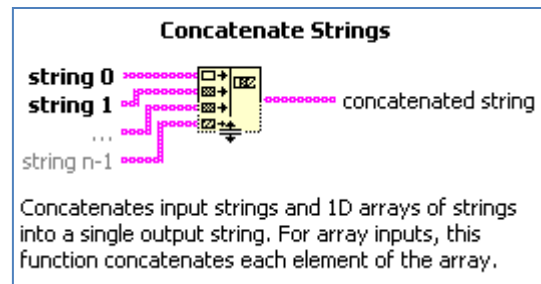 Concatenate Strings
string 0
string 1
...
string n-1
concatenated string
Concatenates input strings and 1D arrays of strings
into a single output string. For array inputs, this
function concatenates each element of the array.